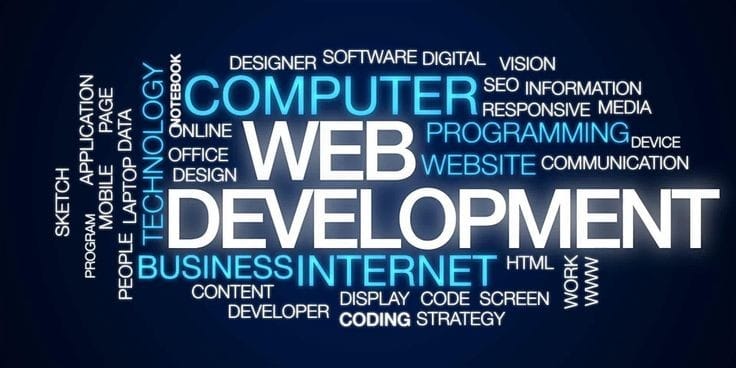 DESIGNER SOFTWARE DIGITAL VISION
COMPUTER SEO INFORMATION
RESPONSIVE MEDIA
ONLINE WEB PROGRAMMING DEVICE
OFFICE WEBSITE COMMUNICATION
DESIGN
DEVELOPMENT
BUSINESS INTERNET HTML
CONTENT DISPLAY CODE SCREEN
DEVELOPER CODING STRATEGY
SKETCH
APPLICATION
PROGRAM
PAGE
MOBILE
DATA
LAPTOP
PEOPLE
TECHNOLOGY
NOTEBOOK
WORK
WWW